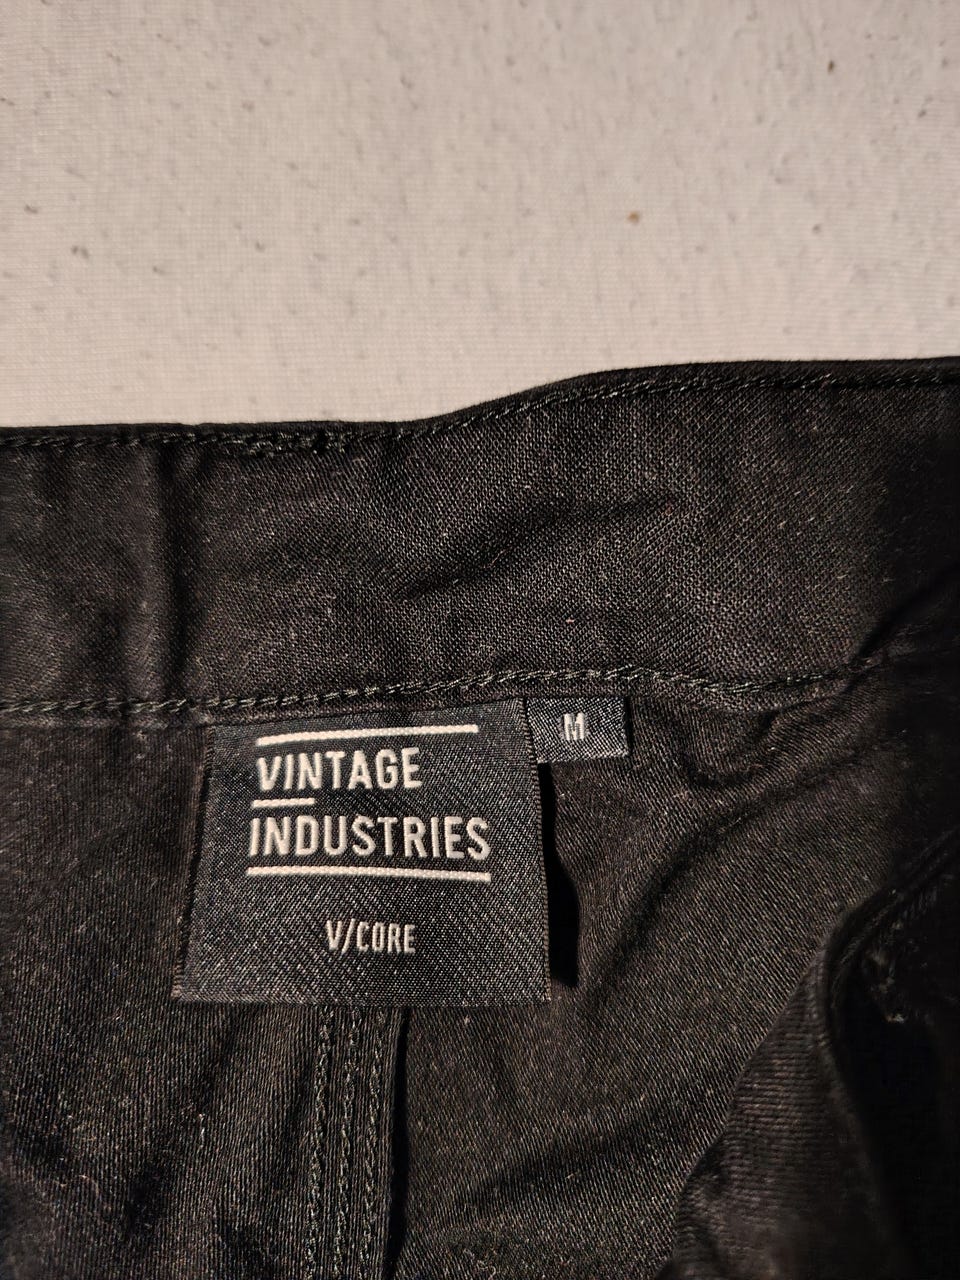 VINTAGE
INDUSTRIES
V/CORE
M